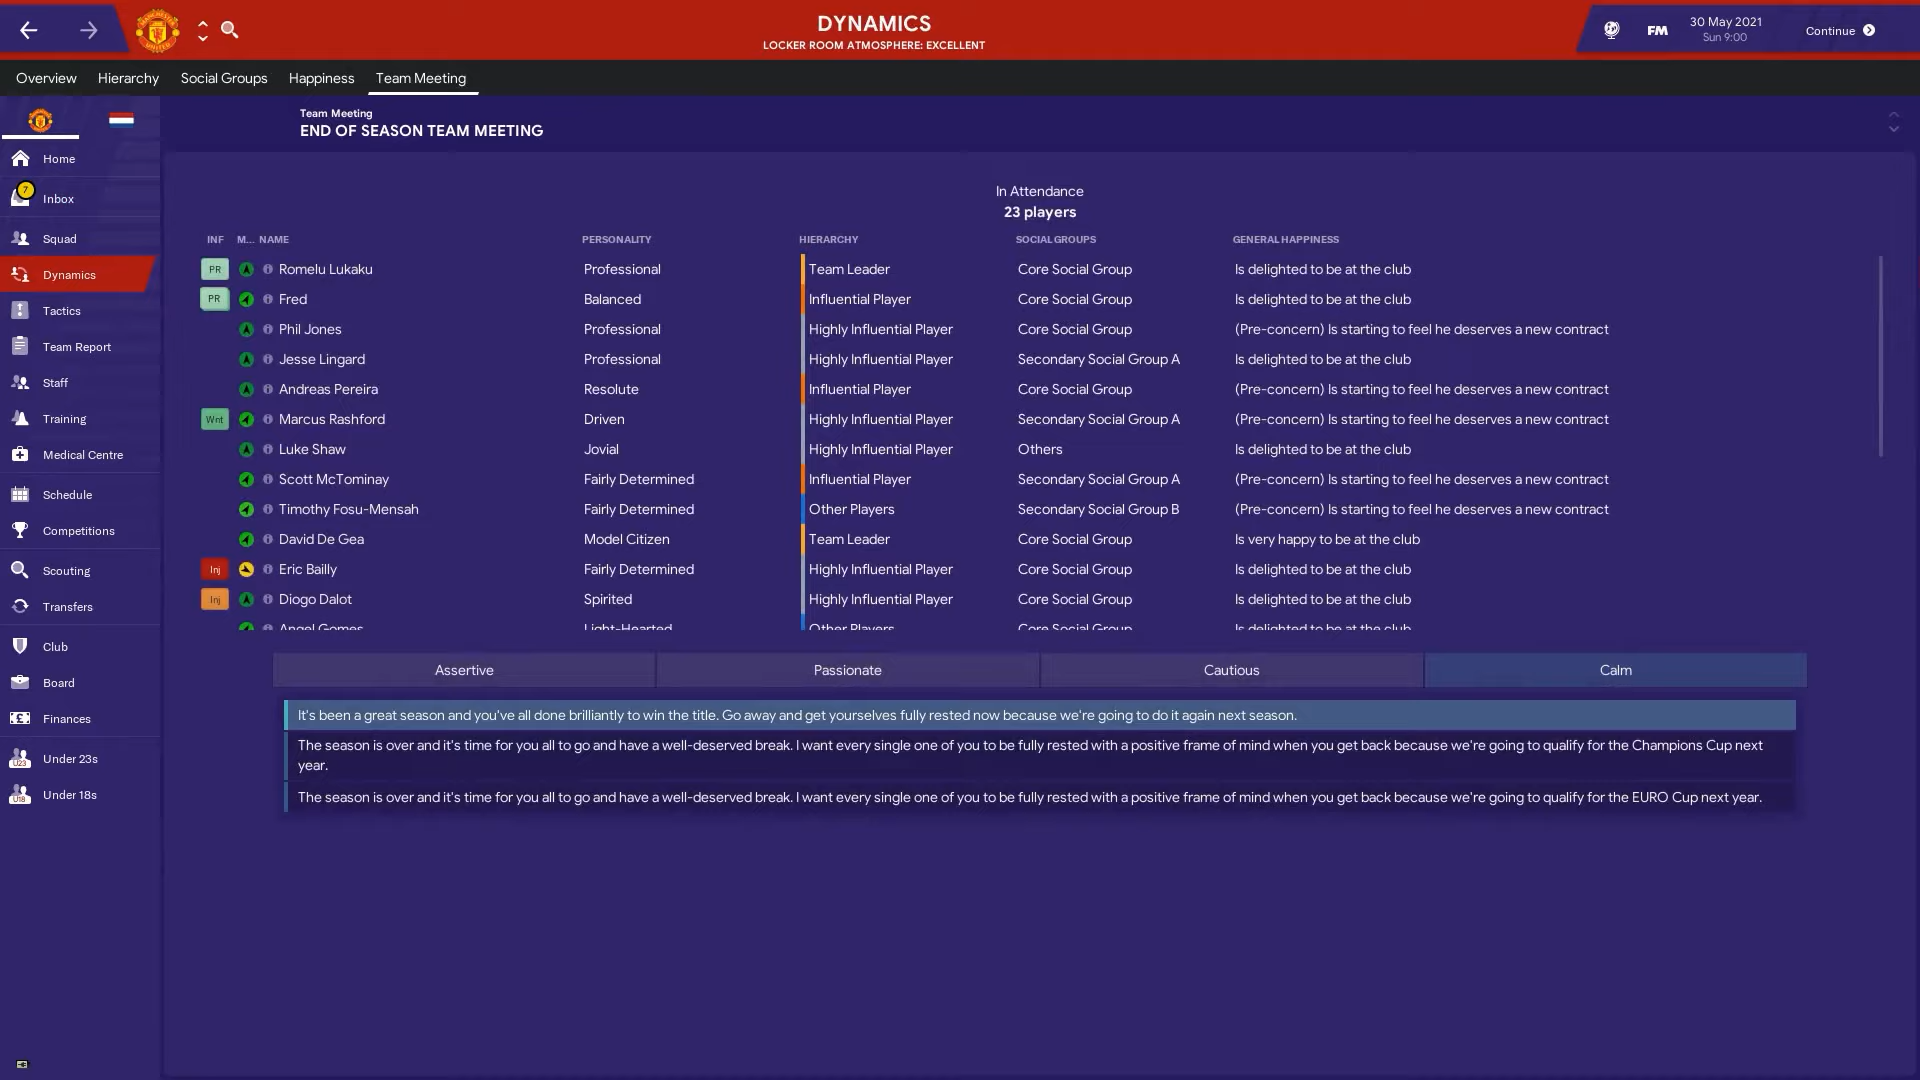 DYNAMICS
LOCKER ROOM ATMOSPHERE: EXCELLENT
FM
30 May 2021
Sun 9:00
Continue
Overview Hierarchy Social Groups Happiness Team Meeting
Team Meeting
END OF SEASON TEAM MEETING
Home
7
Inbox
Squad
Dynamics
Tactics
Team Report
Staff
Training
Medical Centre
Schedule
Competitions
Scouting
Transfers
Club
Board
Finances
U23
Under 23s
U18
Under 18s
In Attendance
23 players
INF M... NAME PERSONALITY HIERARCHY SOCIAL GROUPS GENERAL HAPPINESS
PR Romelu Lukaku Professional Team Leader Core Social Group Is delighted to be at the club
PR Fred Balanced Influential Player Core Social Group Is delighted to be at the club
Phil Jones Professional Highly Influential Player Core Social Group (Pre-concern) Is starting to feel he deserves a new contract
Jesse Lingard Professional Highly Influential Player Secondary Social Group A Is delighted to be at the club
Andreas Pereira Resolute Influential Player Core Social Group (Pre-concern) Is starting to feel he deserves a new contract
Wnt Marcus Rashford Driven Highly Influential Player Secondary Social Group A (Pre-concern) Is starting to feel he deserves a new contract
Luke Shaw Jovial Highly Influential Player Others Is delighted to be at the club
Scott McTominay Fairly Determined Influential Player Secondary Social Group A (Pre-concern) Is starting to feel he deserves a new contract
Timothy Fosu-Mensah Fairly Determined Other Players Secondary Social Group B (Pre-concern) Is starting to feel he deserves a new contract
David De Gea Model Citizen Team Leader Core Social Group Is very happy to be at the club
Inj Eric Bailly Fairly Determined Highly Influential Player Core Social Group Is delighted to be at the club
Inj Diogo Dalot Spirited Highly Influential Player Core Social Group Is delighted to be at the club
Angel Gomes Light-Hearted Other Players Core Social Group Is delighted to be at the club
Assertive Passionate Cautious Calm
It's been a great season and you've all done brilliantly to win the title. Go away and get yourselves fully rested now because we're going to do it again next season.
The season is over and it's time for you all to go and have a well-deserved break. I want every single one of you to be fully rested with a positive frame of mind when you get back because we're going to qualify for the Champions Cup next
year.
The season is over and it's time for you all to go and have a well-deserved break. I want every single one of you to be fully rested with a positive frame of mind when you get back because we're going to qualify for the EURO Cup next year.